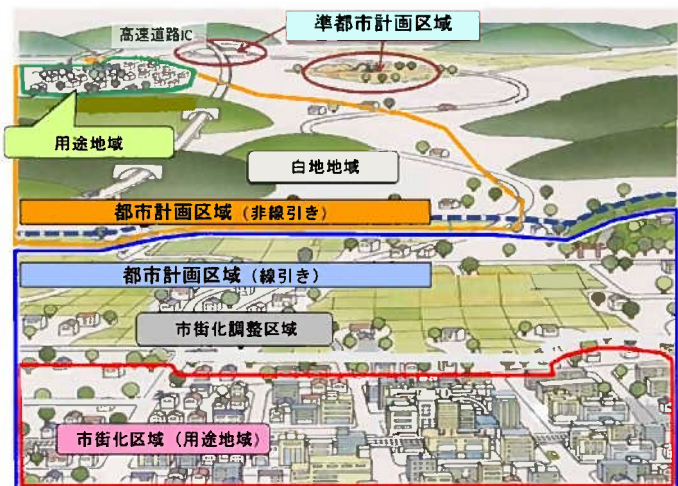 準都市計画区域
高速道路IC
用途地域
白地地域
都市計画区域（非線引き）
都市計画区域（線引き）
市街化調整区域
市街化区域（用途地域）